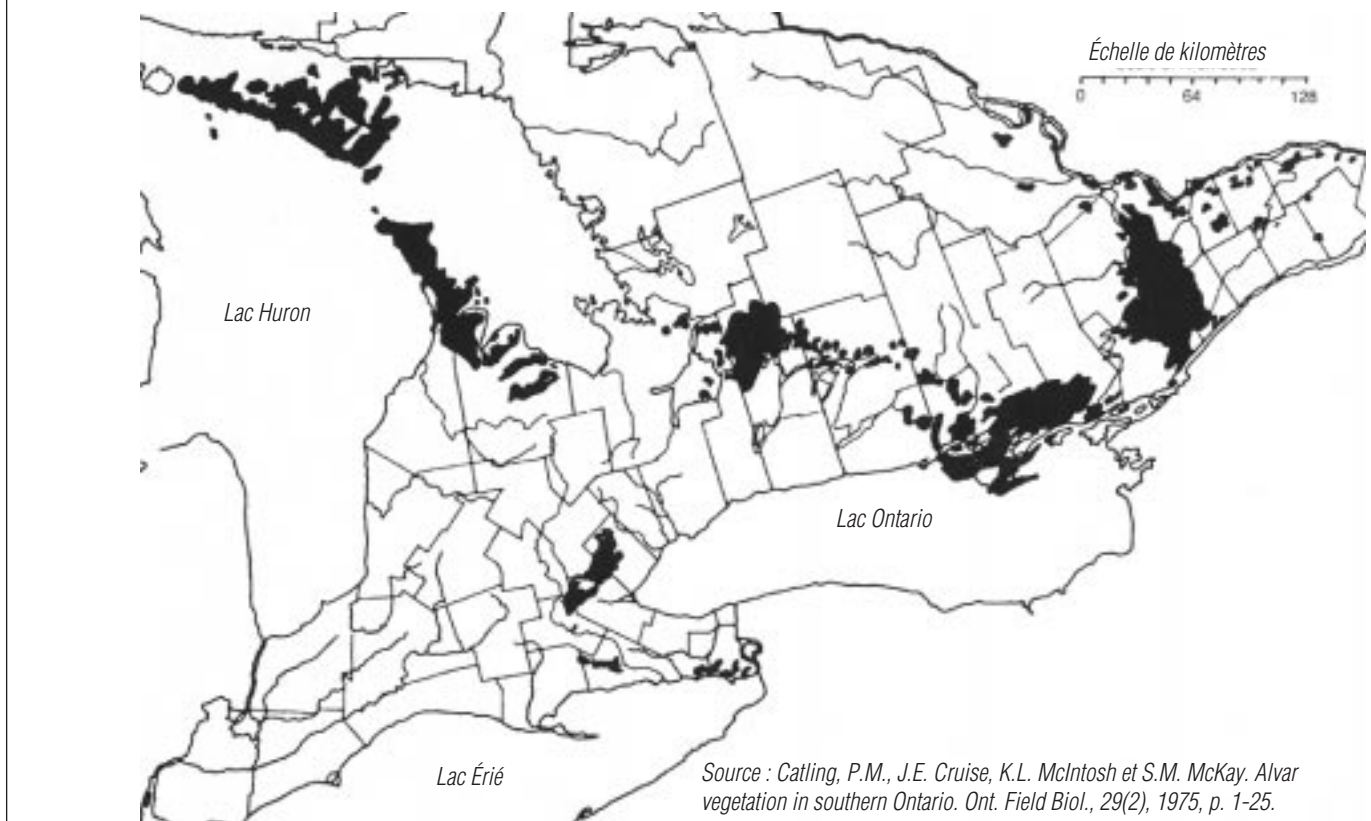 Échelle de kilomètres
0 64 128
Lac Huron
Lac Ontario
Lac Érié
Source : Catling, P.M., J.E. Cruise, K.L. McIntosh et S.M. McKay. Alvar
vegetation in southern Ontario. Ont. Field Biol., 29(2), 1975, p. 1-25.